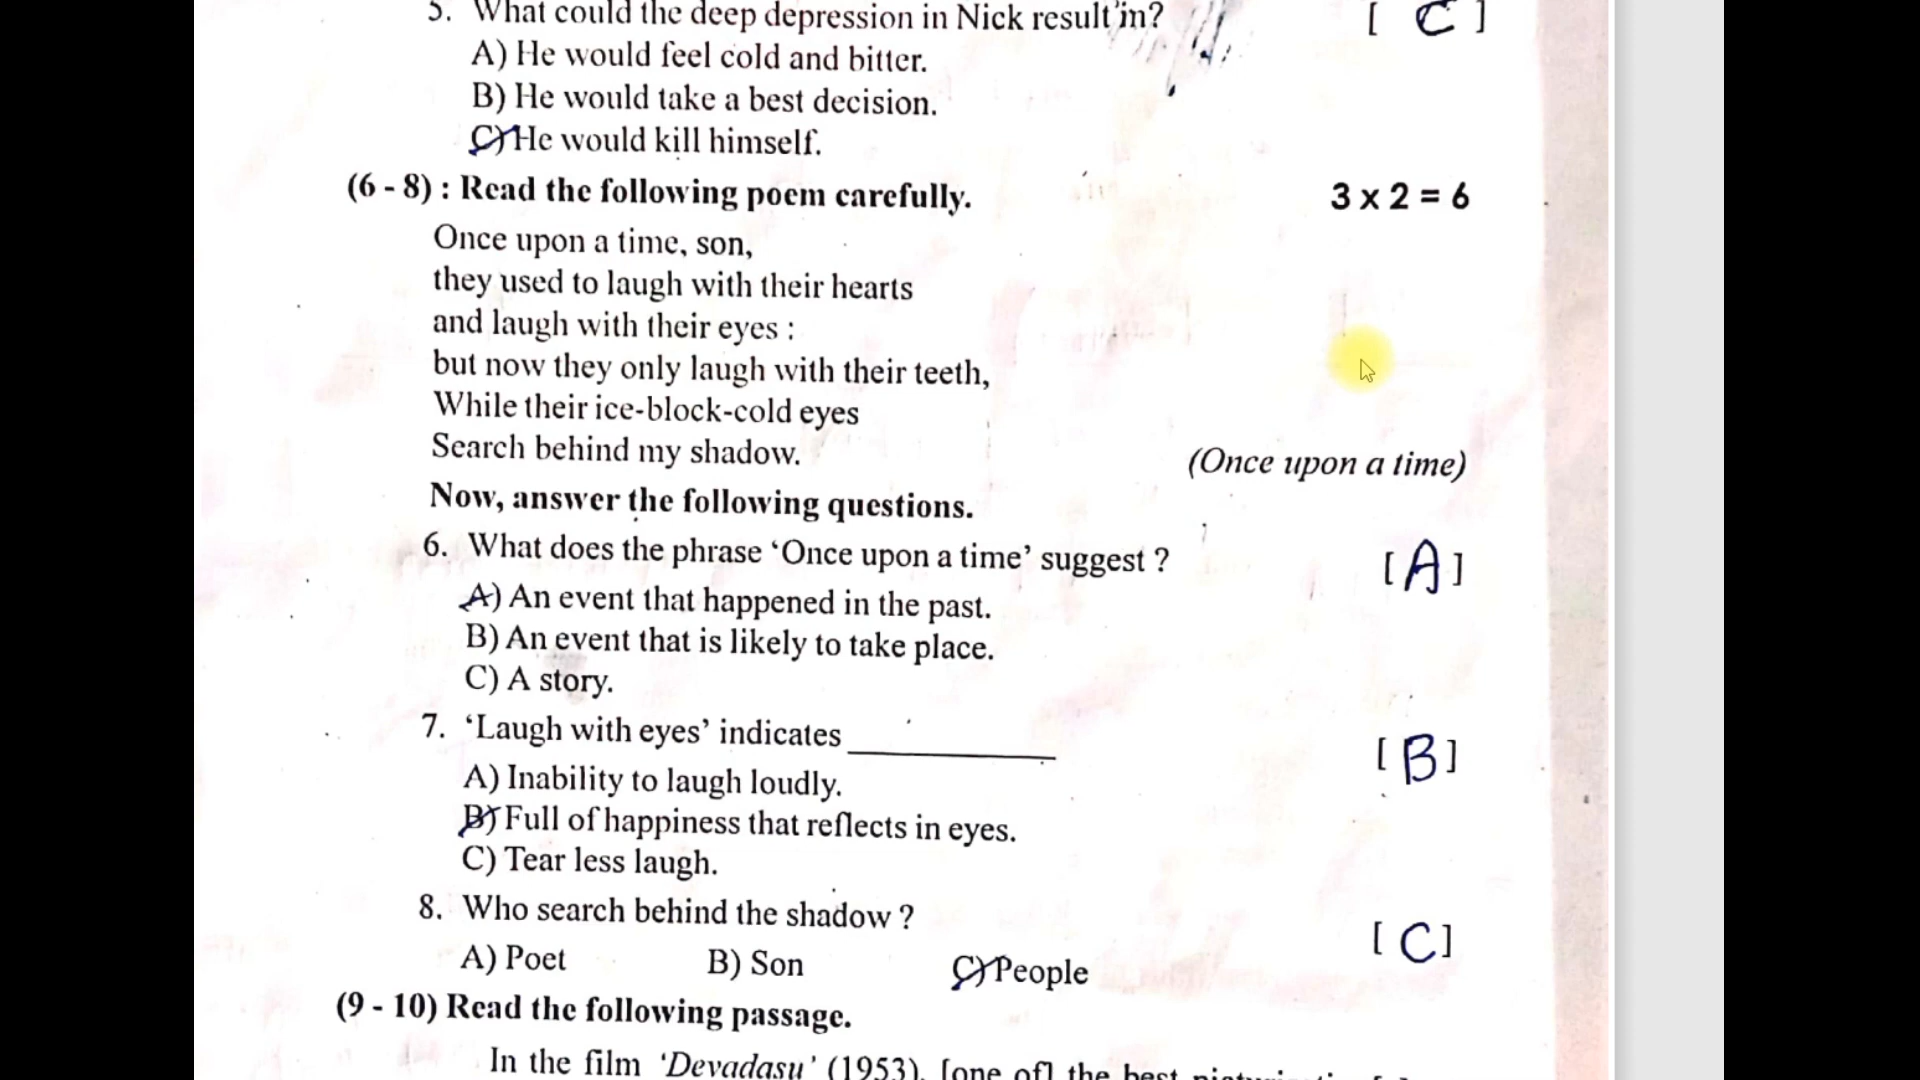 5. What could the deep depression in Nick result in? [ C ]
A) He would feel cold and bitter.
B) He would take a best decision.
C) He would kill himself.
(6 - 8) : Read the following poem carefully. 3 x 2 = 6
Once upon a time, son,
they used to laugh with their hearts
and laugh with their eyes :
but now they only laugh with their teeth,
While their ice-block-cold eyes
Search behind my shadow.
(Once upon a time)
Now, answer the following questions.
6. What does the phrase ‘Once upon a time’ suggest ? [ A ]
A) An event that happened in the past.
B) An event that is likely to take place.
C) A story.
7. ‘Laugh with eyes’ indicates ____________ [ B ]
A) Inability to laugh loudly.
B) Full of happiness that reflects in eyes.
C) Tear less laugh.
8. Who search behind the shadow ? [ C ]
A) Poet B) Son C) People
(9 - 10) Read the following passage.
In the film ‘Devadasu’ (1953), [one of] the best